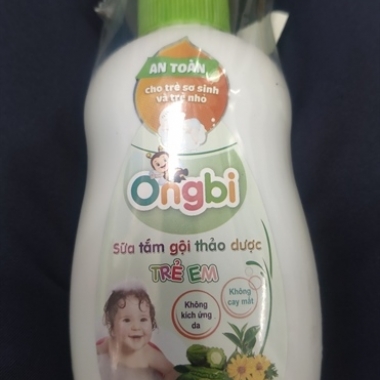 AN TOÀN
cho trẻ sơ sinh
và trẻ nhỏ
Ongbi
Sữa tắm gội thảo dược
TRẺ EM
Không
kích ứng
da
Không
cay mắt